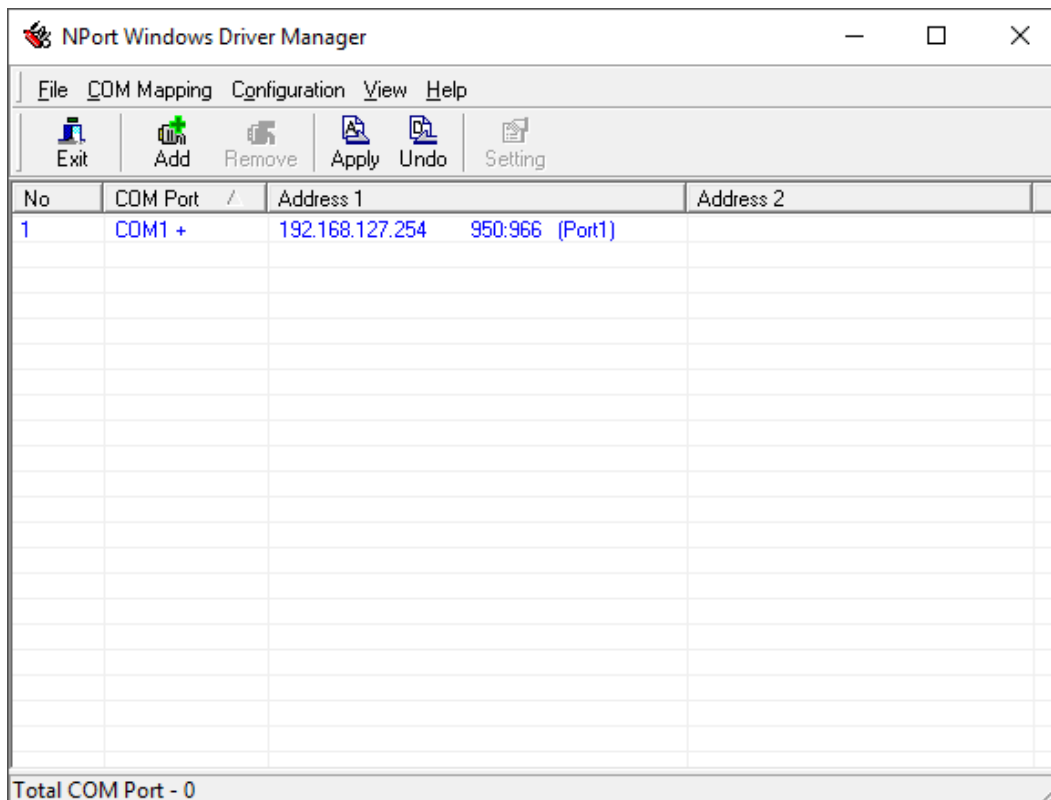 NPort Windows Driver Manager
File COM Mapping Configuration View Help
Exit Add Remove Apply Undo Setting
No COM Port Address 1 Address 2
1 COM1 + 192.168.127.254 950:966 (Port1)
Total COM Port - 0